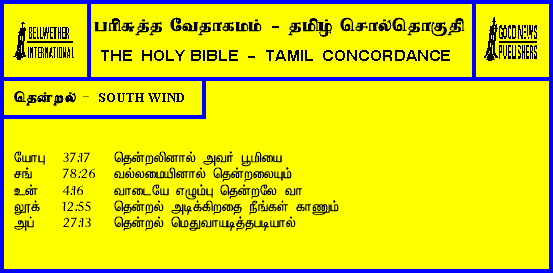 BELLWETHER
INTERNATIONAL
பரிசுத்த வேதாகமம் - தமிழ் சொல்தொகுதி
THE HOLY BIBLE - TAMIL CONCORDANCE
GOOD NEWS
PUBLISHERS
தென்றல் - SOUTH WIND
யோபு 37:17 தென்றலினால் அவர் பூமியை
சங் 78:26 வல்லமையினால் தென்றலையும்
உன் 4:16 வாடையே எழும்பு தென்றலே வா
லூக் 12:55 தென்றல் அடிக்கிறதை நீங்கள் காணும்
அப் 27:13 தென்றல் மெதுவாயடித்தபடியால்